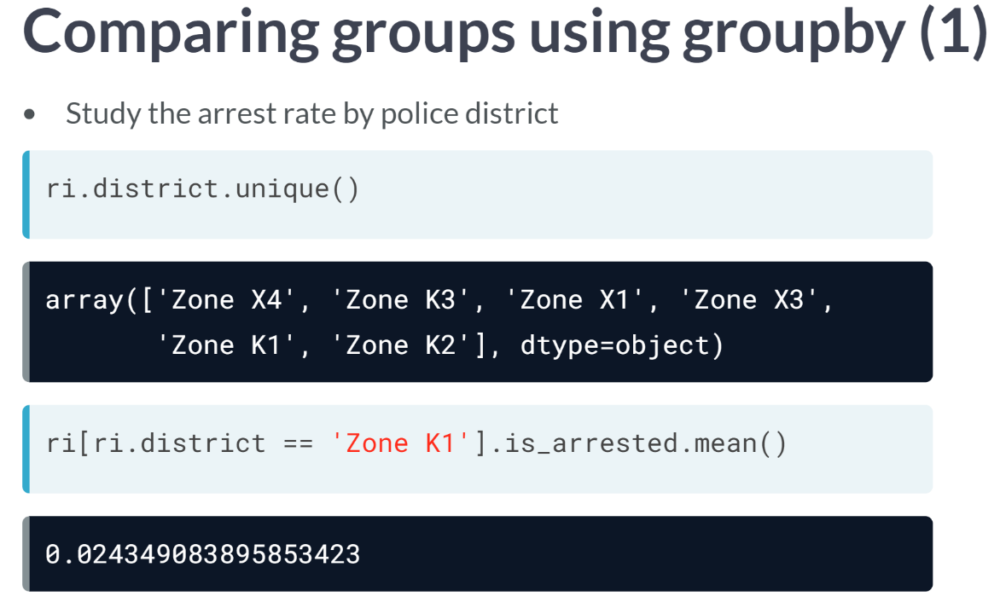 Comparing groups using groupby (1)
• Study the arrest rate by police district
ri.district.unique()
array(['Zone X4', 'Zone K3', 'Zone X1', 'Zone X3',
       'Zone K1', 'Zone K2'], dtype=object)
ri[ri.district == 'Zone K1'].is_arrested.mean()
0.024349083895853423